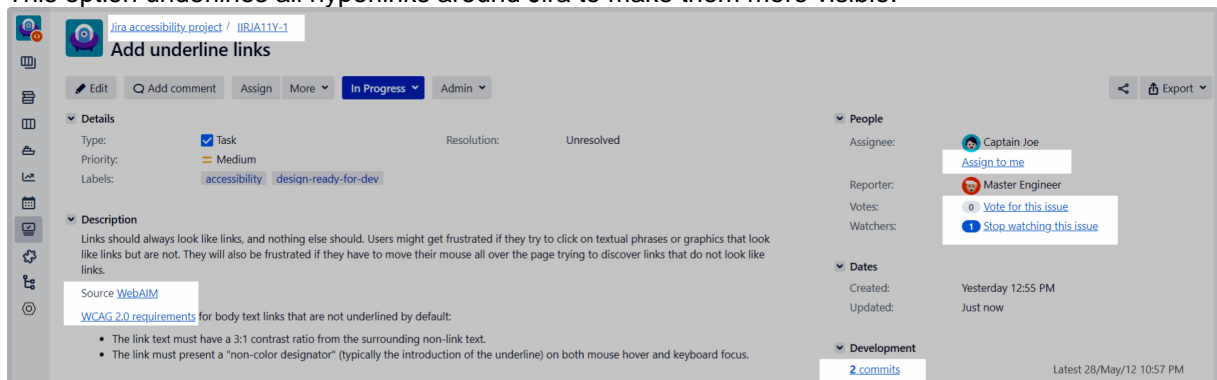 This option underlines all hyperlinks around Jira to make them more visible.
Jira accessibility project / IIRJA11Y-1
Add underline links
Edit Add comment Assign More In Progress Admin Export
Details
Type: Task Resolution: Unresolved
Priority: Medium
Labels: accessibility design-ready-for-dev
Description
Links should always look like links, and nothing else should. Users might get frustrated if they try to click on textual phrases or graphics that look
like links but are not. They will also be frustrated if they have to move their mouse all over the page trying to discover links that do not look like
links.
Source WebAIM
WCAG 2.0 requirements for body text links that are not underlined by default:
• The link text must have a 3:1 contrast ratio from the surrounding non-link text.
• The link must present a "non-color designator" (typically the introduction of the underline) on both mouse hover and keyboard focus.
People
Assignee: Captain Joe
Assign to me
Reporter: Master Engineer
Votes: 0 Vote for this issue
Watchers: 1 Stop watching this issue
Dates
Created: Yesterday 12:55 PM
Updated: Just now
Development
2 commits Latest 28/May/12 10:57 PM